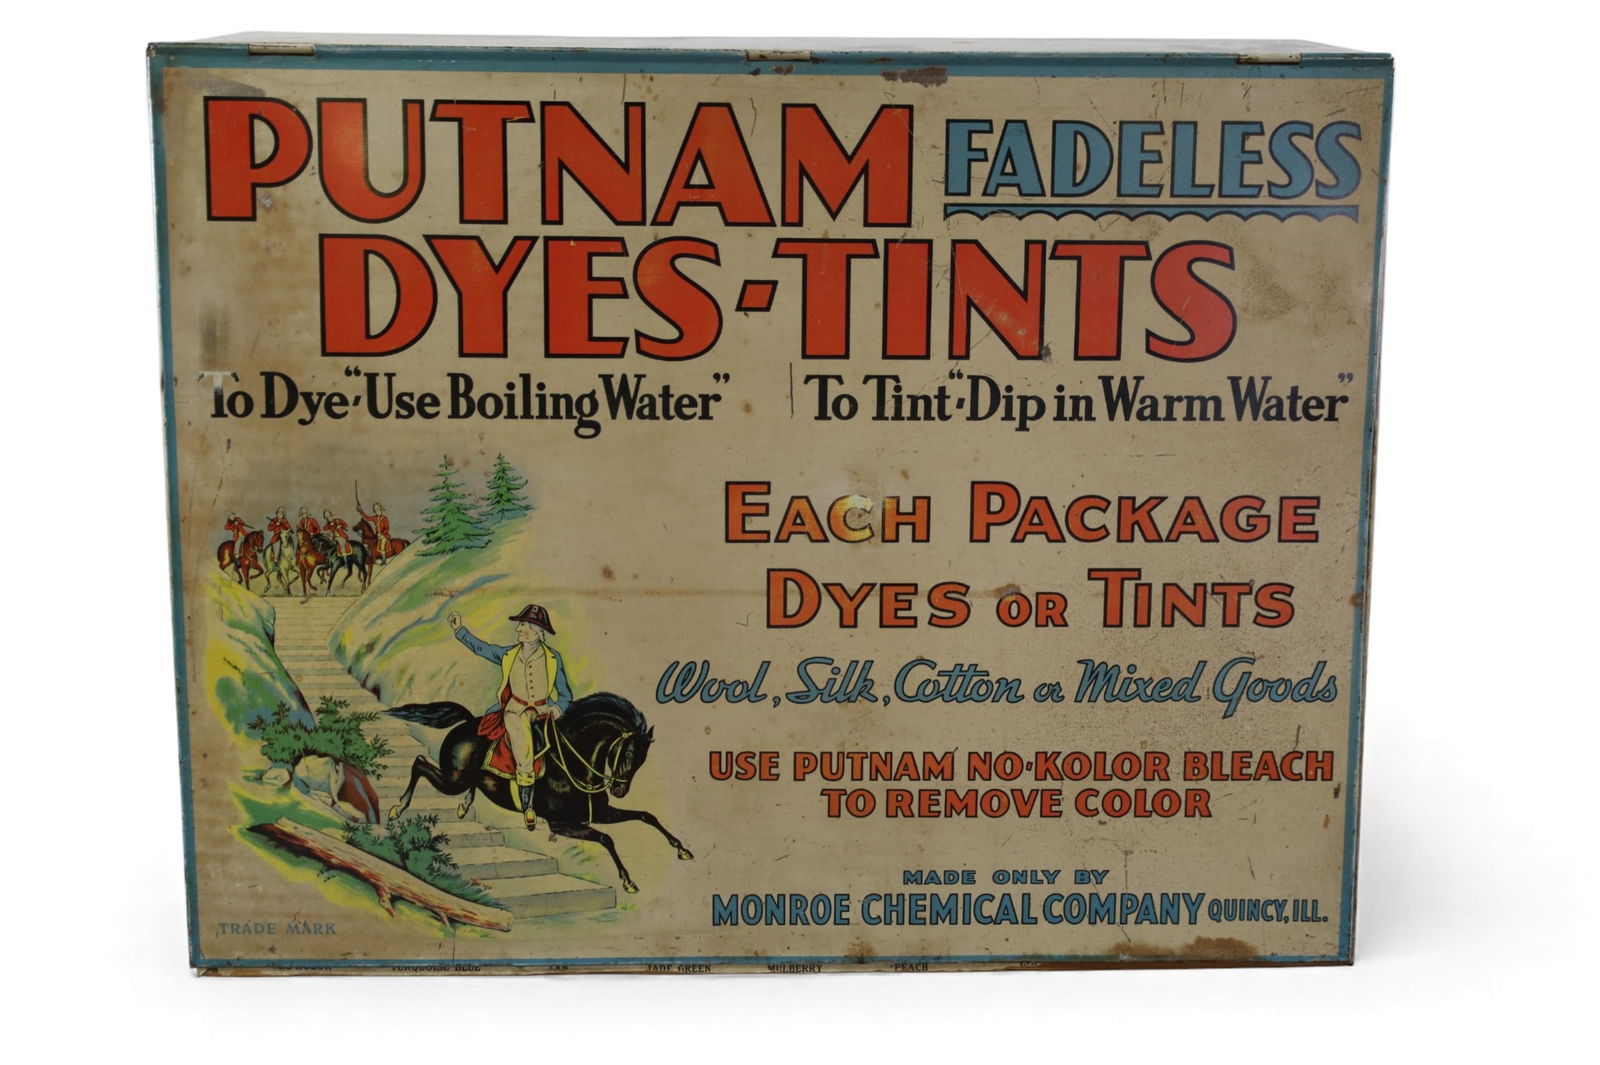 PUTNAM FADELESS
DYES-TINTS
To Dye-"Use Boiling Water" To Tint-"Dip in Warm Water"
EACH PACKAGE
DYES OR TINTS
Wool, Silk, Cotton or Mixed Goods
USE PUTNAM NO-KOLOR BLEACH
TO REMOVE COLOR
MADE ONLY BY
MONROE CHEMICAL COMPANY QUINCY, ILL.
TRADE MARK
TURQUOISE BLUE TAN JADE GREEN MULBERRY PEACH